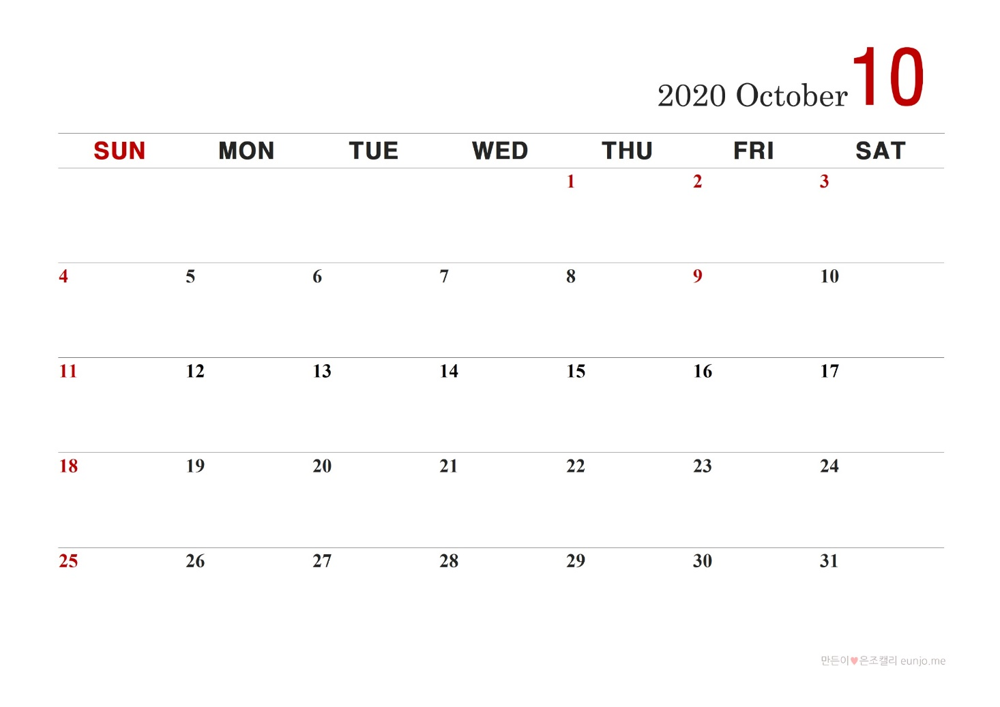 2020 October 10
SUN MON TUE WED THU FRI SAT
1 2 3
4 5 6 7 8 9 10
11 12 13 14 15 16 17
18 19 20 21 22 23 24
25 26 27 28 29 30 31
만든이♥은조캘리 eunjo.me